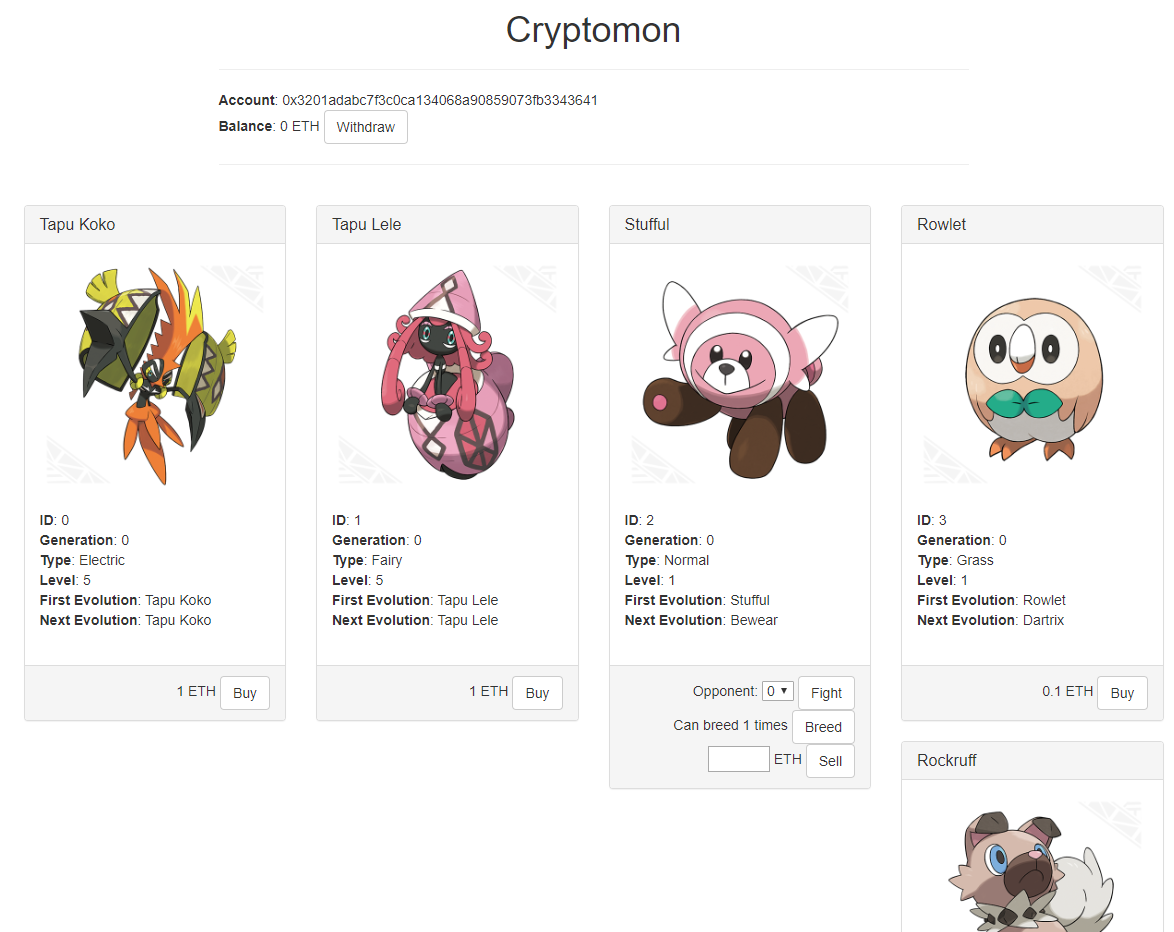 Cryptomon
Account: 0x3201adabc7f3c0ca134068a90859073fb3343641
Balance: 0 ETH Withdraw
Tapu Koko
ID: 0
Generation: 0
Type: Electric
Level: 5
First Evolution: Tapu Koko
Next Evolution: Tapu Koko
1 ETH Buy
Tapu Lele
ID: 1
Generation: 0
Type: Fairy
Level: 5
First Evolution: Tapu Lele
Next Evolution: Tapu Lele
1 ETH Buy
Stufful
ID: 2
Generation: 0
Type: Normal
Level: 1
First Evolution: Stufful
Next Evolution: Bewear
Opponent: 0 ▼ Fight
Can breed 1 times Breed
ETH Sell
Rowlet
ID: 3
Generation: 0
Type: Grass
Level: 1
First Evolution: Rowlet
Next Evolution: Dartrix
0.1 ETH Buy
Rockruff